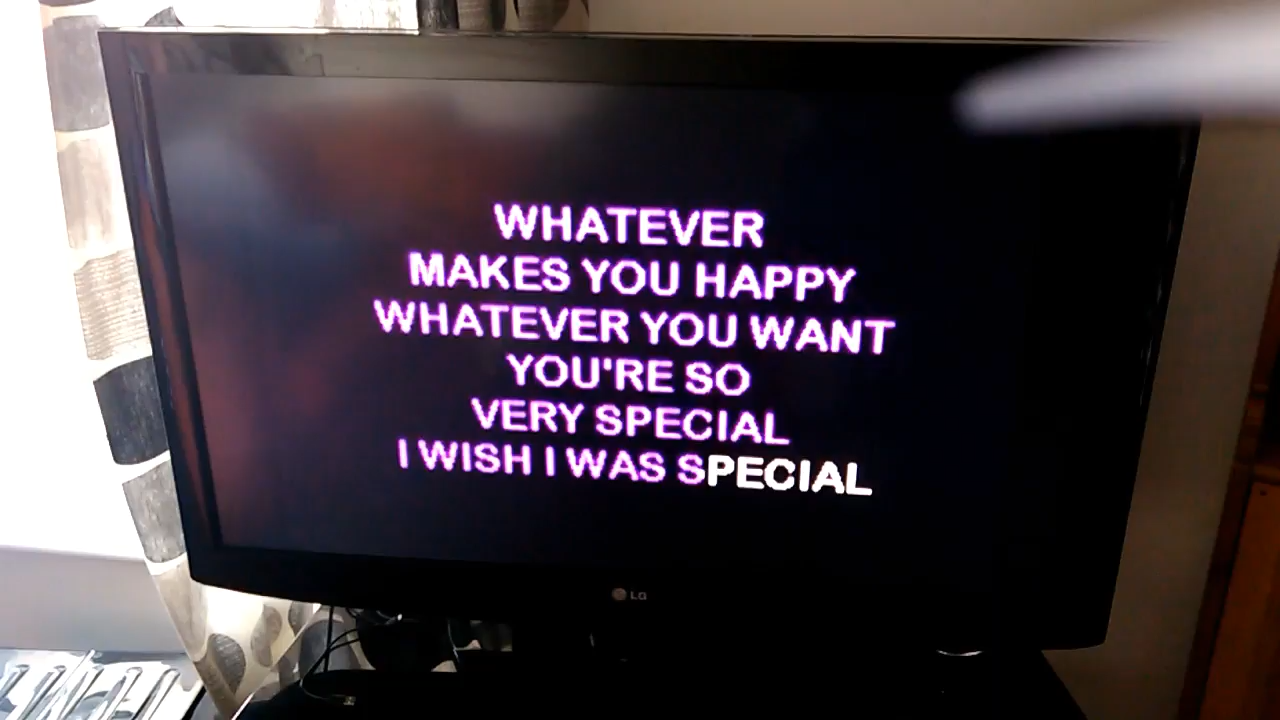 WHATEVER
MAKES YOU HAPPY
WHATEVER YOU WANT
YOU'RE SO
VERY SPECIAL
I WISH I WAS SPECIAL
LG